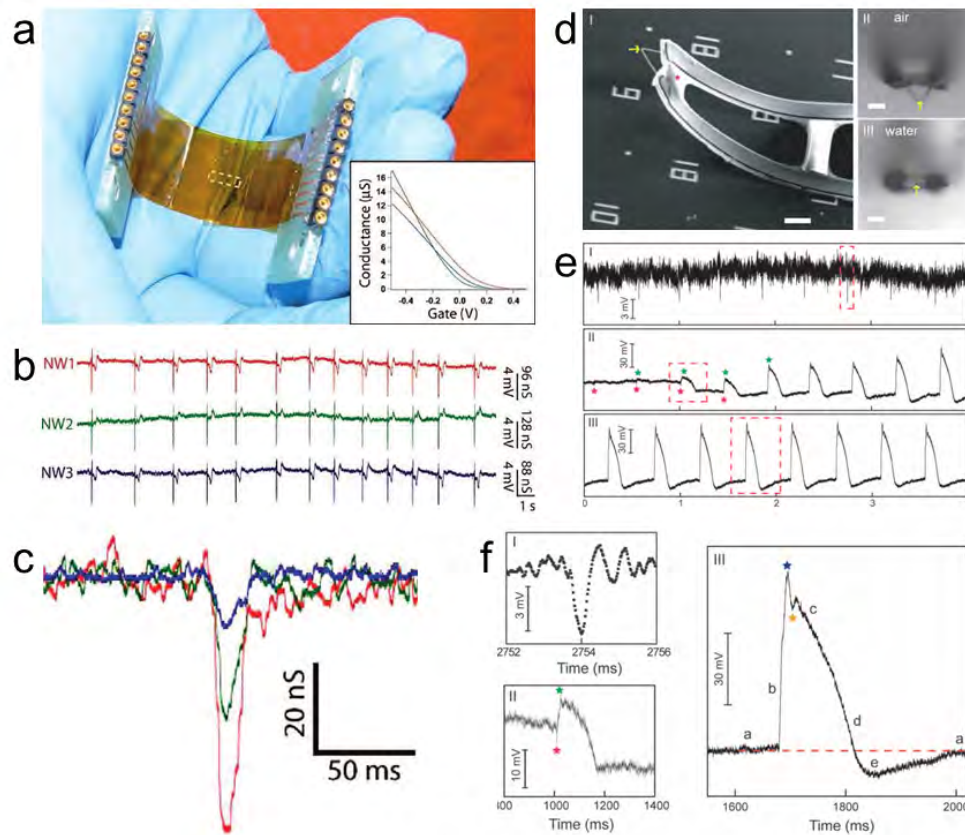 a
Conductance (µS)
16
14
12
10
8
6
4
2
0
-0.4 -0.2 0.0 0.2 0.4
Gate (V)
b
NW1
4 mV
96 nS
NW2
4 mV
128 nS
NW3
4 mV
88 nS
1 s
c
20 nS
50 ms
d
I
II
air
III
water
e
I
3 mV
II
30 mV
III
30 mV
0 1 2 3
f
I
3 mV
2752 2754 2756
Time (ms)
II
10 mV
800 1000 1200 1400
Time (ms)
III
30 mV
a
b
c
d
e
a
1600 1800
Time (ms)